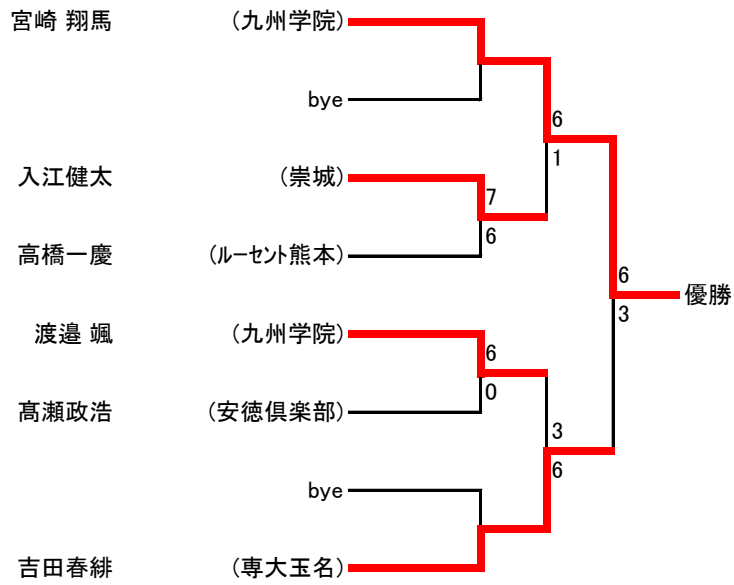 宮崎 翔馬 (九州学院)
bye
6
1
入江健太 (崇城)
7
6
高橋一慶 (ルーセント熊本)
6
優勝
3
渡邉 颯 (九州学院)
6
0
髙瀬政浩 (安徳倶楽部)
3
6
bye
吉田春緋 (専大玉名)